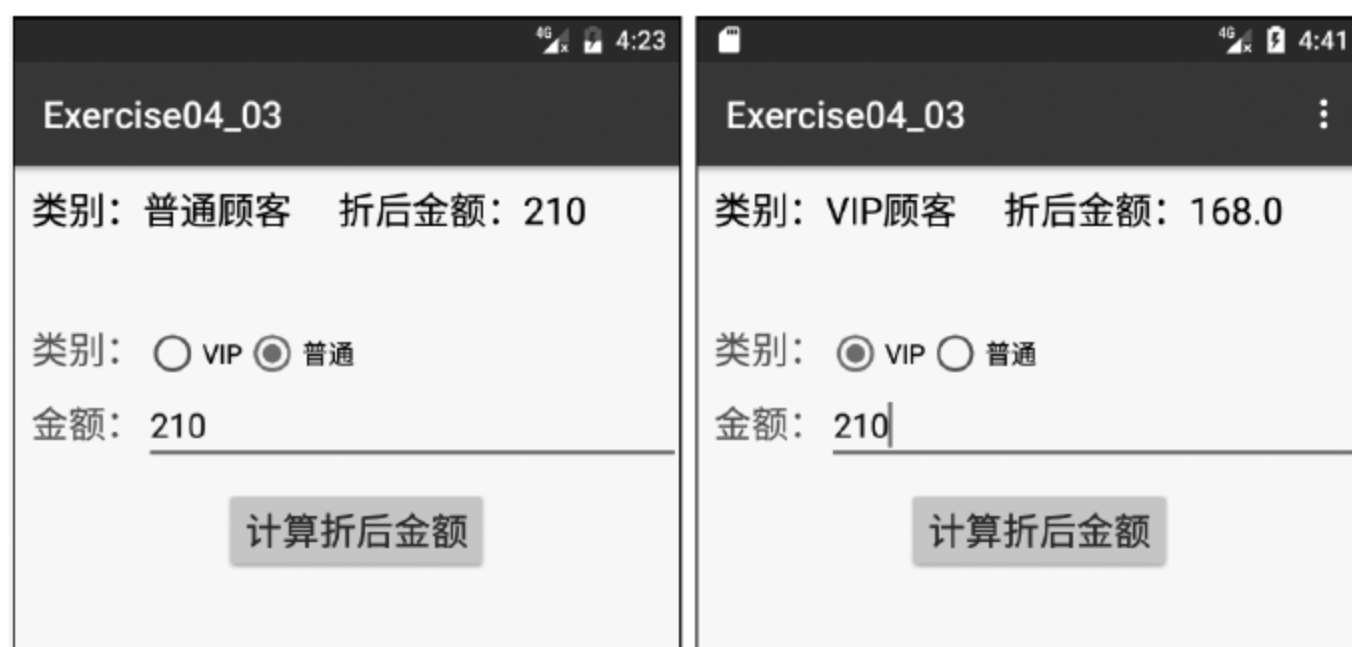 4G 4:23
Exercise04_03
类别：普通顾客 折后金额：210
类别： VIP 普通
金额： 210
计算折后金额
4G 4:41
Exercise04_03
类别：VIP顾客 折后金额：168.0
类别： VIP 普通
金额： 210
计算折后金额